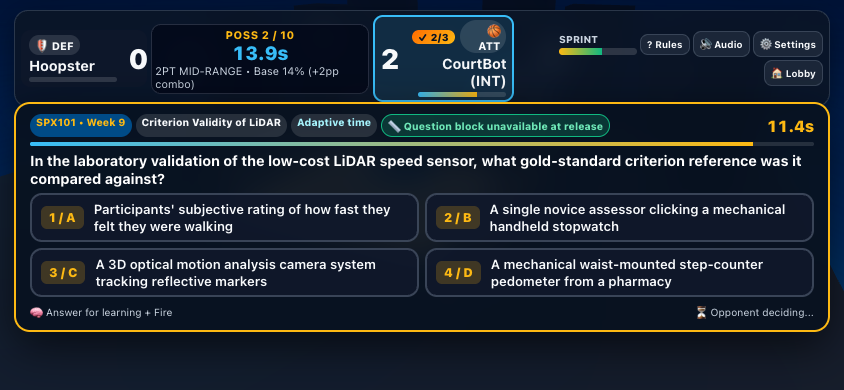 🛡️ DEF
Hoopster
0
POSS 2 / 10
13.9s
2PT MID-RANGE • Base 14% (+2pp
combo)
2
✔ 2/3
🏀
ATT
CourtBot
(INT)
SPRINT
? Rules
🔊 Audio
⚙️ Settings
🏠 Lobby
SPX101 • Week 9
Criterion Validity of LiDAR
Adaptive time
Question block unavailable at release
11.4s
In the laboratory validation of the low-cost LiDAR speed sensor, what gold-standard criterion reference was it
compared against?
1 / A
Participants' subjective rating of how fast they
felt they were walking
2 / B
A single novice assessor clicking a mechanical
handheld stopwatch
3 / C
A 3D optical motion analysis camera system
tracking reflective markers
4 / D
A mechanical waist-mounted step-counter
pedometer from a pharmacy
🧠 Answer for learning + Fire
⏳ Opponent deciding...